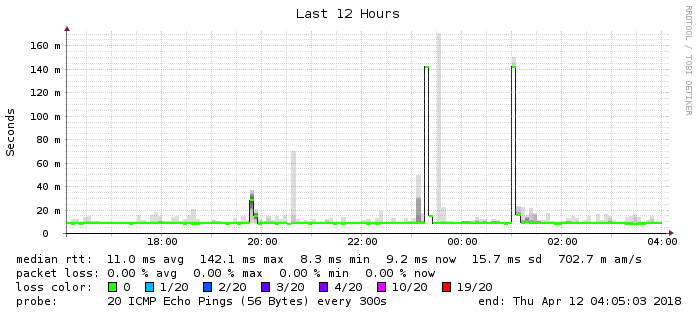 Last 12 Hours
RRDTOOL / TOBI OETIKER
Seconds
160 m
140 m
120 m
100 m
80 m
60 m
40 m
20 m
0
18:00 20:00 22:00 00:00 02:00 04:00
median rtt: 11.0 ms avg 142.1 ms max 8.3 ms min 9.2 ms now 15.7 ms sd 702.7 m am/s
packet loss: 0.00 % avg 0.00 % max 0.00 % min 0.00 % now
loss color: 0 1/20 2/20 3/20 4/20 10/20 19/20
probe: 20 ICMP Echo Pings (56 Bytes) every 300s end: Thu Apr 12 04:05:03 2018